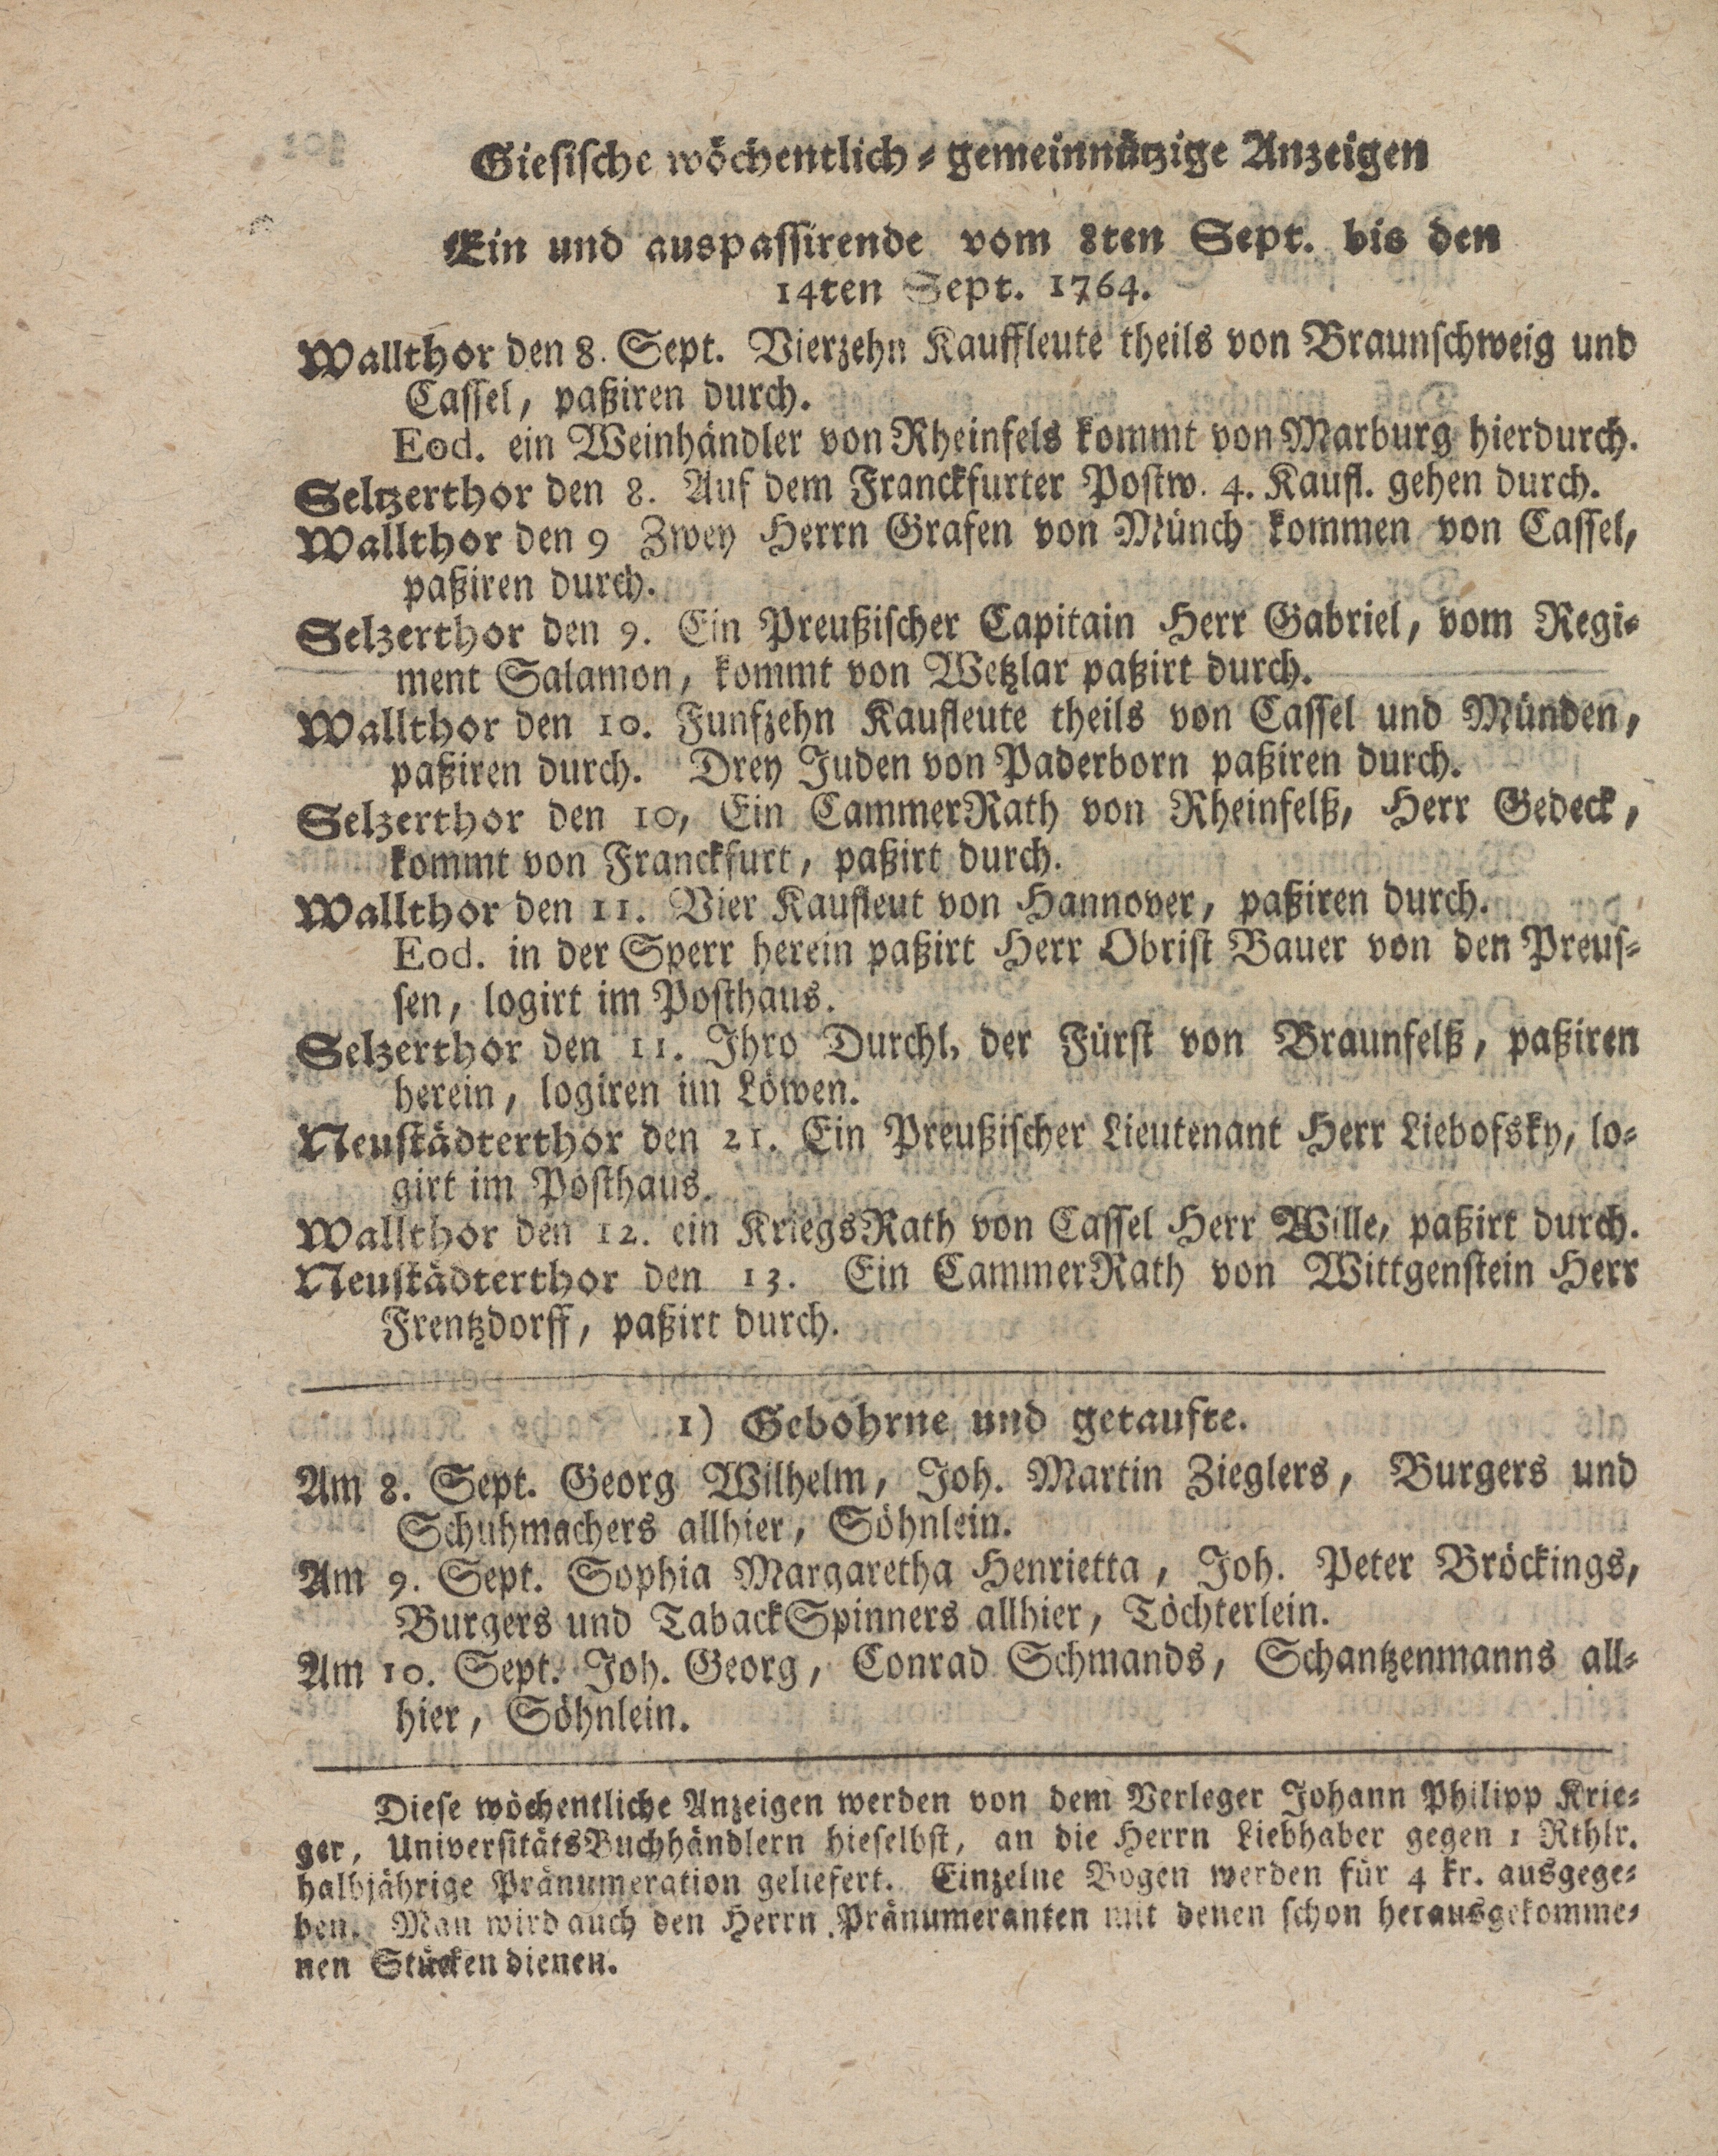 Giesische wöchentlich-gemeinnützige Anzeigen
Ein und auspassirende vom 8ten Sept. bis den
14ten Sept. 1764.
Wallthor den 8. Sept. Vierzehn Kauffleute theils von Braunschweig und
Cassel, paßiren durch.
Eod. ein Weinhändler von Rheinfels kommt von Marburg hierdurch.
Seltzerthor den 8. Auf dem Franckfurter Postw. 4. Kaufl. gehen durch.
Wallthor den 9 Zwey Herrn Grafen von Münch kommen von Cassel,
paßiren durch.
Selzerthor den 9. Ein Preußischer Capitain Herr Gabriel, vom Regi-
ment Salamon, kommt von Wetzlar paßirt durch.
Wallthor den 10. Funfzehn Kaufleute theils von Cassel und Münden,
paßiren durch. Drey Juden von Paderborn paßiren durch.
Selzerthor den 10, Ein CammerRath von Rheinfelß, Herr Gedeck,
kommt von Franckfurt, paßirt durch.
Wallthor den 11. Vier Kaufleut von Hannover, paßiren durch.
Eod. in der Sperr herein paßirt Herr Obrist Bauer von den Preus-
sen, logirt im Posthaus.
Selzerthor den 11. Ihro Durchl. der Fürst von Braunfelß, paßiren
herein, logiren im Löwen.
Neustädterthor den 21. Ein Preußischer Lieutenant Herr Liebofsky, lo-
girt im Posthaus.
Wallthor den 12. ein KriegsRath von Cassel Herr Wille, paßirt durch.
Neustädterthor den 13. Ein CammerRath von Wittgenstein Herr
Frentzdorff, paßirt durch.
1) Gebohrne und getaufte.
Am 8. Sept. Georg Wilhelm, Joh. Martin Zieglers, Burgers und
Schuhmachers allhier, Söhnlein.
Am 9. Sept. Sophia Margaretha Henrietta, Joh. Peter Bröckings,
Burgers und TabackSpinners allhier, Töchterlein.
Am 10. Sept. Joh. Georg, Conrad Schmands, Schantzenmanns all-
hier, Söhnlein.
Diese wöchentliche Anzeigen werden von dem Verleger Johann Philipp Krie-
ger, UniversitätsBuchhändlern hieselbst, an die Herrn Liebhaber gegen 1 Rthlr.
halbjährige Pränumeration geliefert. Einzelne Bogen werden für 4 kr. ausgege-
ben. Man wird auch den Herrn Pränumeranten mit denen schon herausgekomme-
nen Stücken dienen.